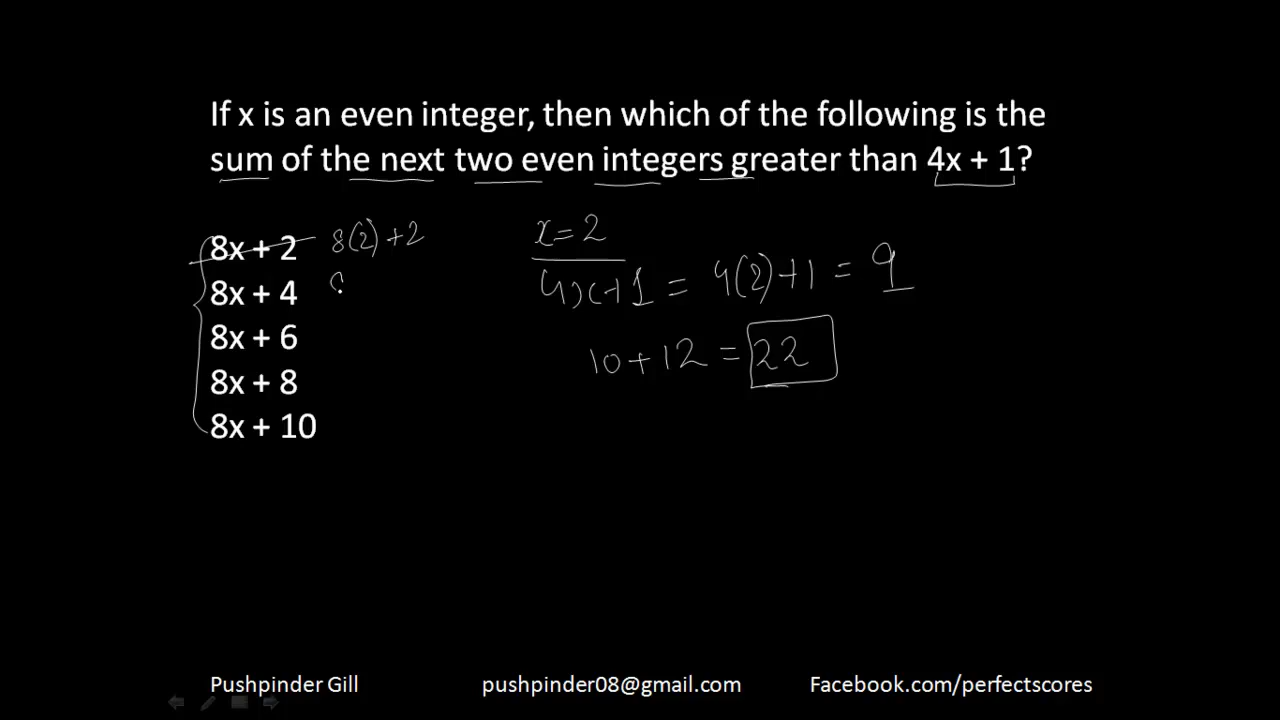 If x is an even integer, then which of the following is the
sum of the next two even integers greater than 4x + 1?
8x + 2 8(2)+2
8x + 4
8x + 6
8x + 8
8x + 10
x=2
4x+1 = 4(2)+1 = 9
10+12 = 22
Pushpinder Gill pushpinder08@gmail.com Facebook.com/perfectscores